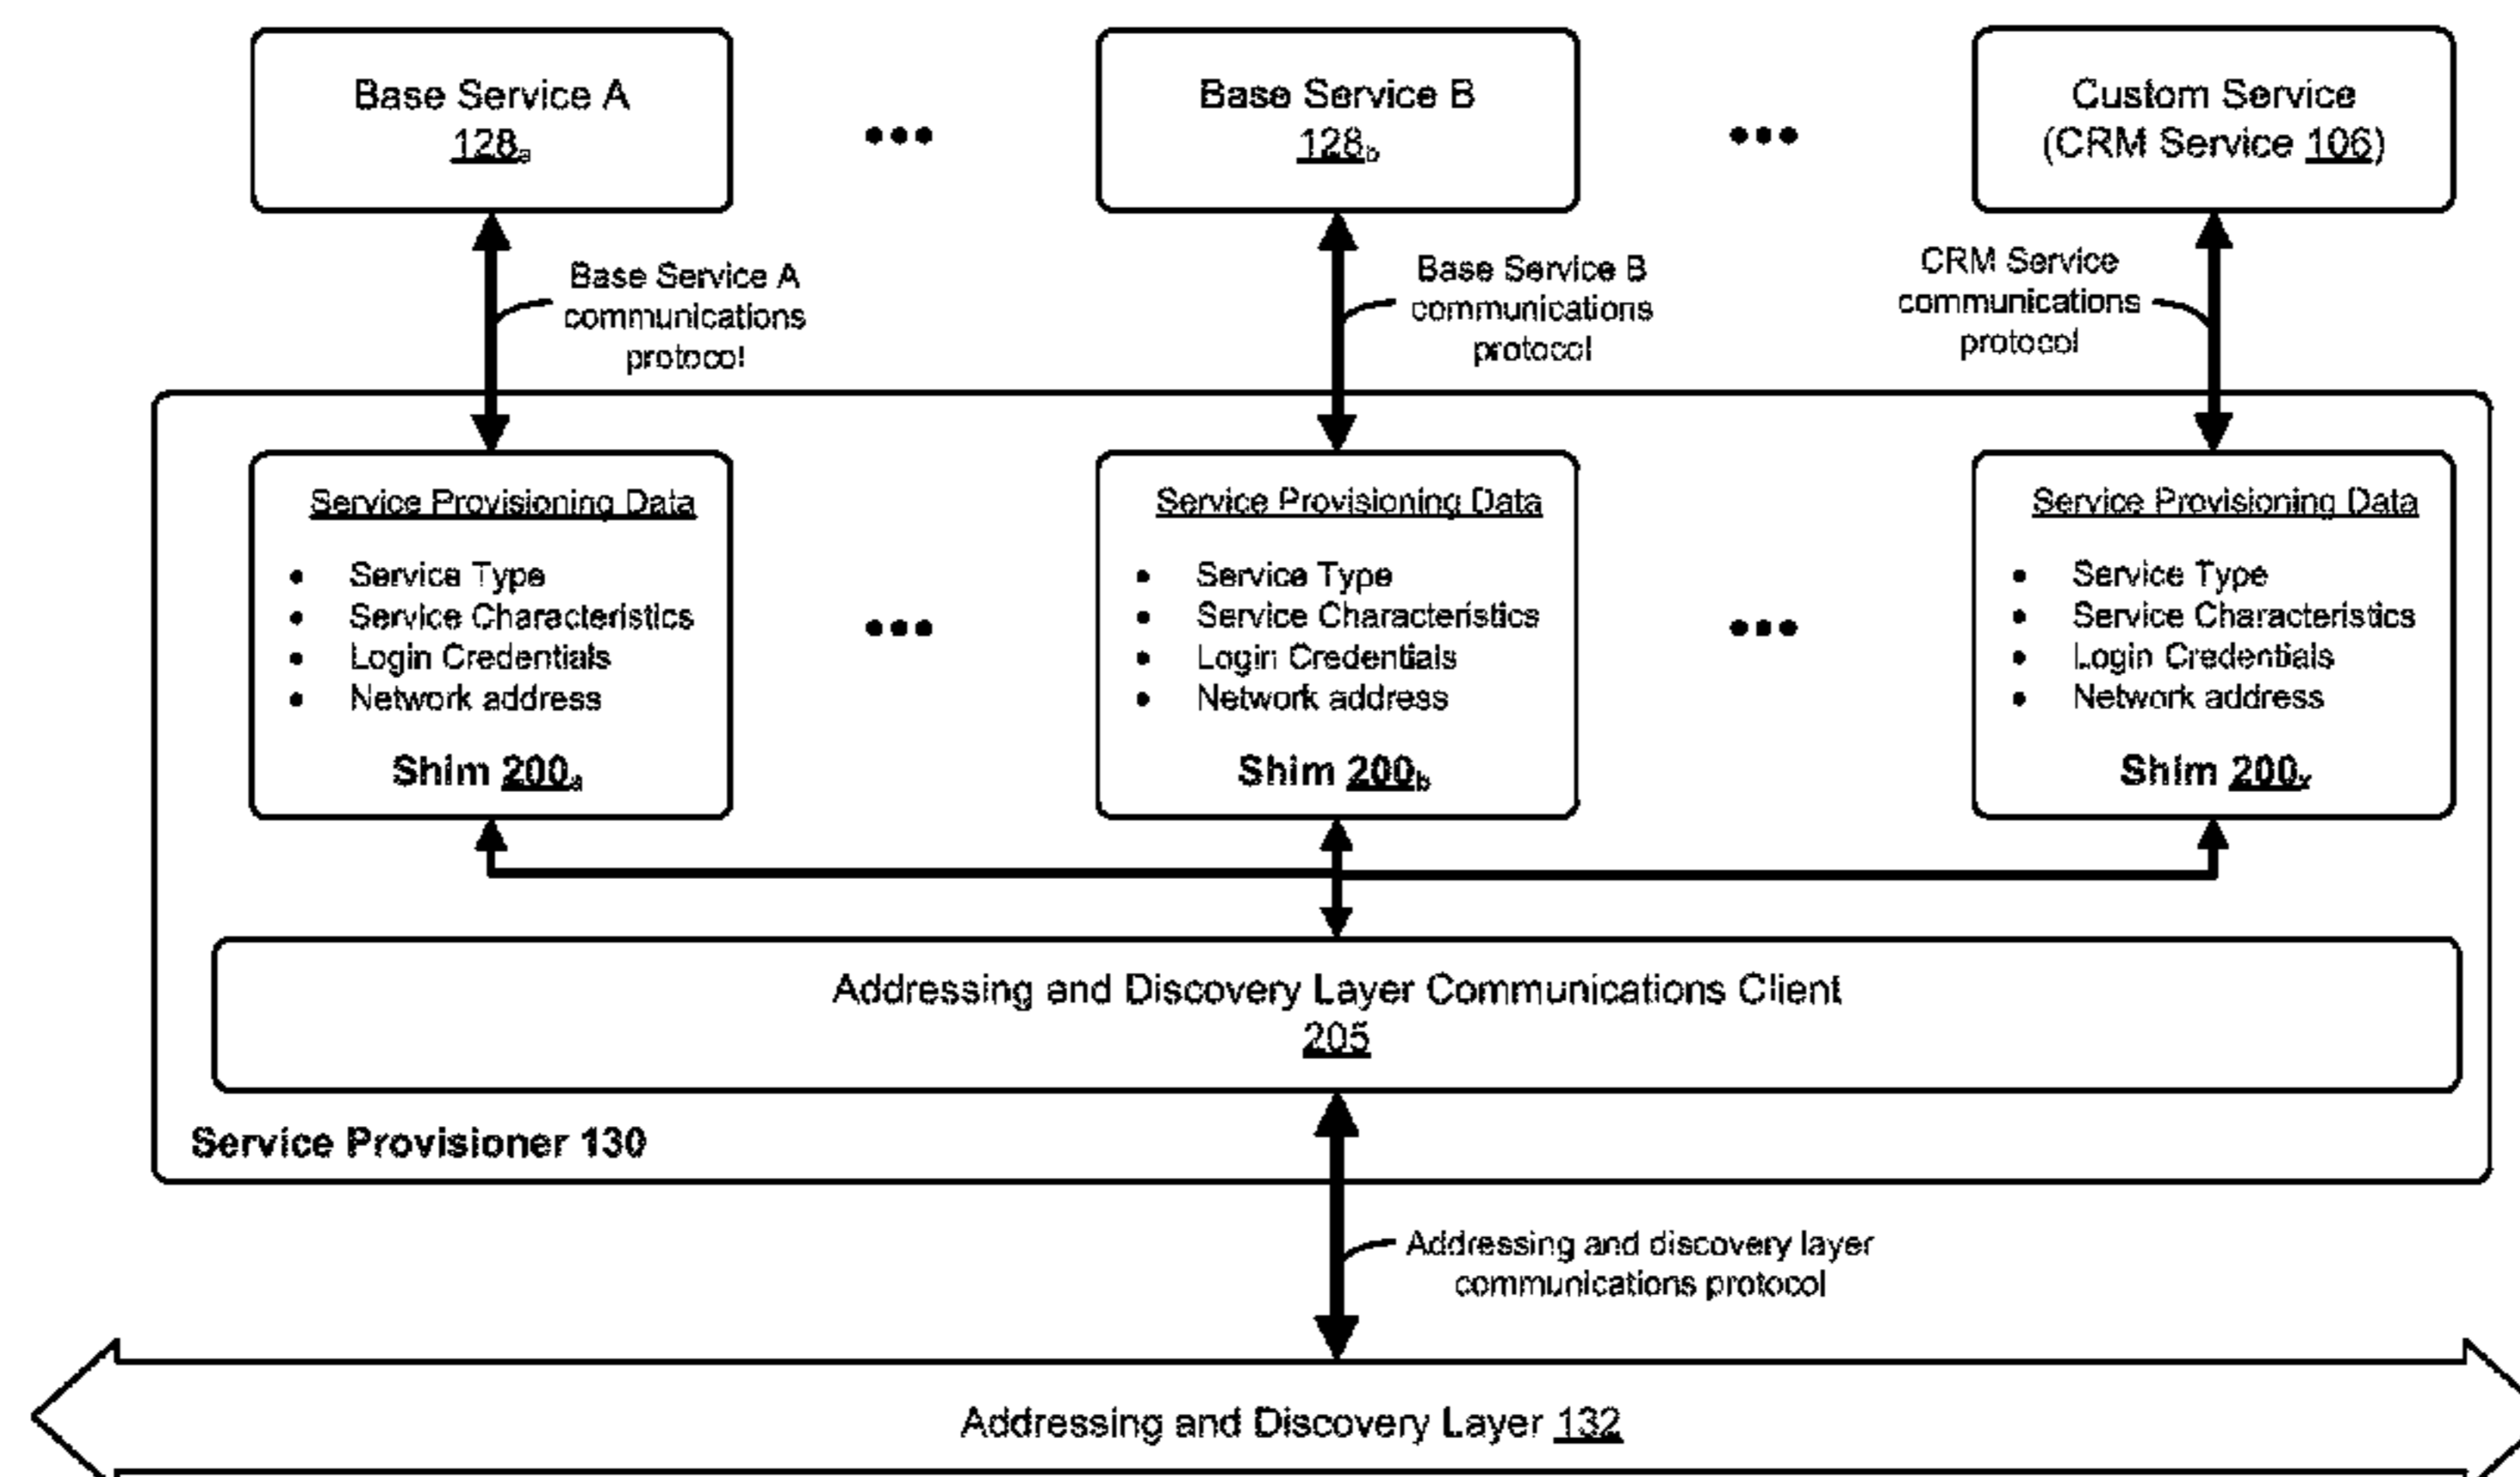 Base Service A
128a
•••
Base Service B
128b
•••
Custom Service
(CRM Service 106)
Base Service A
communications
protocol
Base Service B
communications
protocol
CRM Service
communications
protocol
Service Provisioning Data
• Service Type
• Service Characteristics
• Login Credentials
• Network address
Shim 200a
•••
Service Provisioning Data
• Service Type
• Service Characteristics
• Login Credentials
• Network address
Shim 200b
•••
Service Provisioning Data
• Service Type
• Service Characteristics
• Login Credentials
• Network address
Shim 200x
Addressing and Discovery Layer Communications Client
205
Service Provisioner 130
Addressing and discovery layer
communications protocol
Addressing and Discovery Layer 132